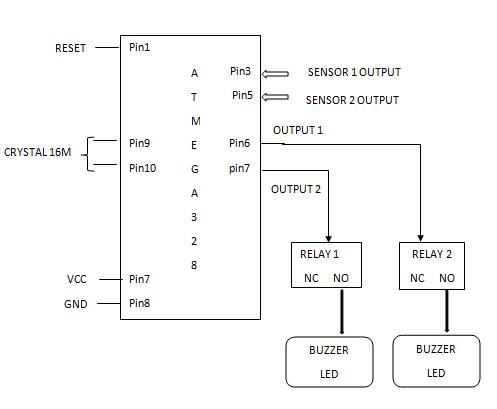 RESET
Pin1
Pin3
SENSOR 1 OUTPUT
Pin5
SENSOR 2 OUTPUT
A
T
M
E
G
A
3
2
8
OUTPUT 1
CRYSTAL 16M
Pin9
Pin6
Pin10
pin7
OUTPUT 2
RELAY 1
NC NO
RELAY 2
NC NO
VCC
Pin7
GND
Pin8
BUZZER
LED
BUZZER
LED